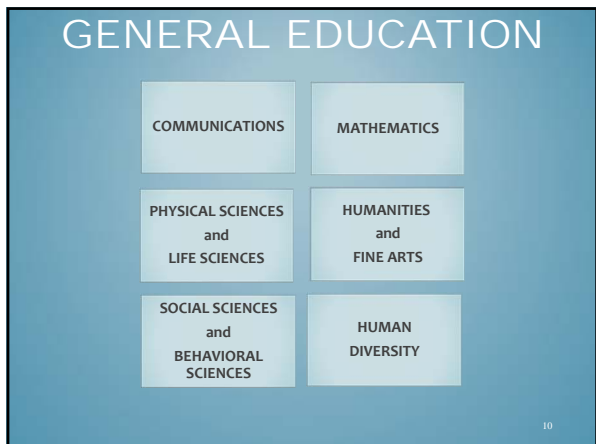 GENERAL EDUCATION
COMMUNICATIONS
MATHEMATICS
PHYSICAL SCIENCES
and
LIFE SCIENCES
HUMANITIES
and
FINE ARTS
SOCIAL SCIENCES
and
BEHAVIORAL
SCIENCES
HUMAN
DIVERSITY
10